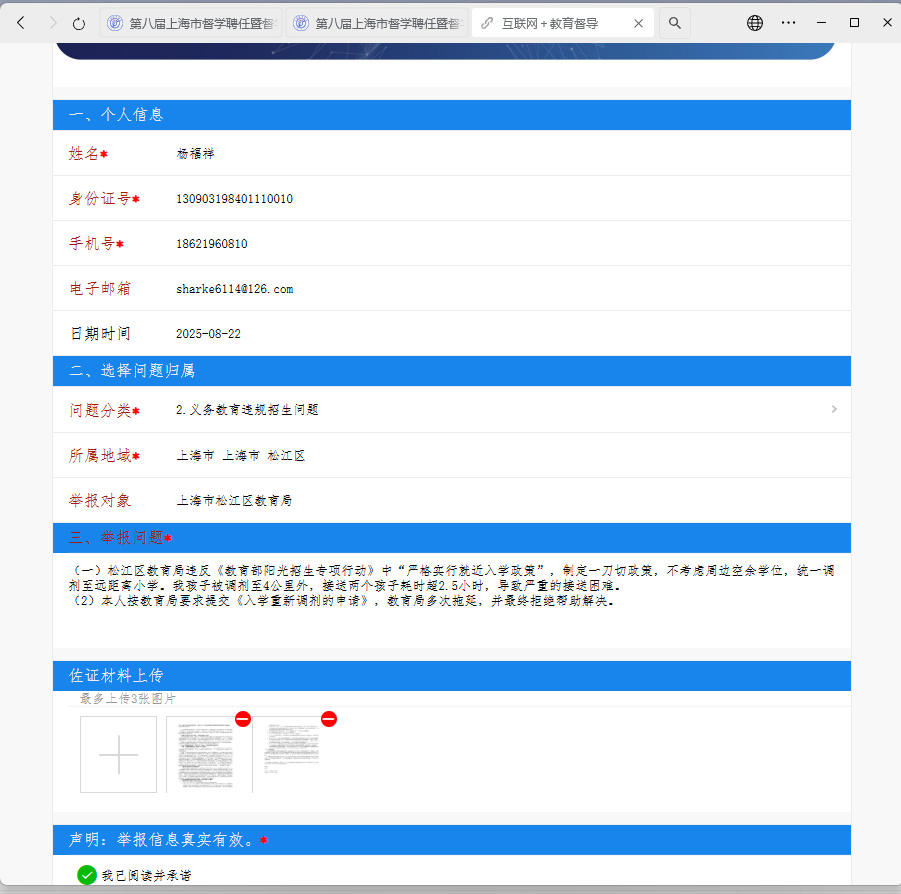 第八届上海市督学聘任暨督
第八届上海市督学聘任暨督
互联网+教育督导
一、个人信息
姓名*
杨福祥
身份证号*
130903198401110010
手机号*
18621960810
电子邮箱
sharke6114@126.com
日期时间
2025-08-22
二、选择问题归属
问题分类*
2.义务教育违规招生问题
所属地域*
上海市 上海市 松江区
举报对象
上海市松江区教育局
三、举报问题*
（一）松江区教育局违反《教育部阳光招生专项行动》中“严格实行就近入学政策”，制定一刀切政策，不考虑周边空余学位，统一调
剂至远距离小学。我孩子被调剂至4公里外，接送两个孩子耗时超2.5小时，导致严重的接送困难。
（2）本人按教育局要求提交《入学重新调剂的申请》，教育局多次拖延，并最终拒绝帮助解决。
佐证材料上传
最多上传3张图片
声明：举报信息真实有效。*
我已阅读并承诺